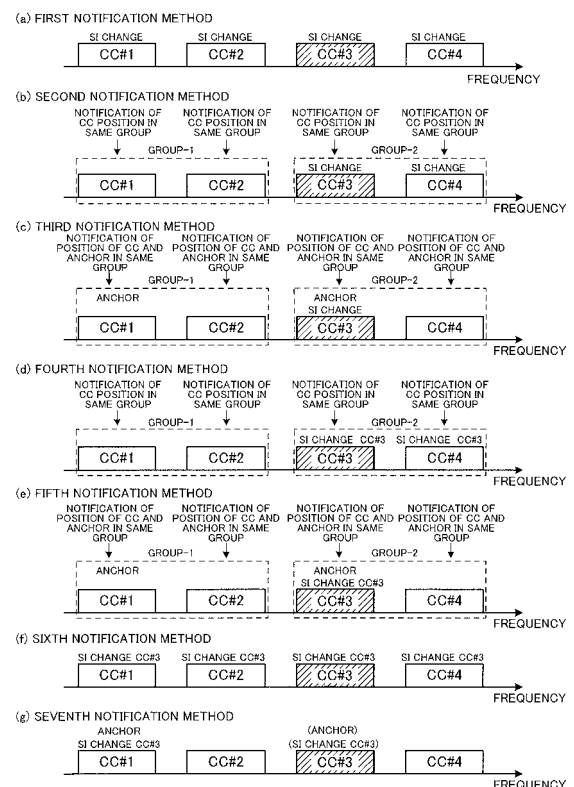 (a) FIRST NOTIFICATION METHOD
SI CHANGE SI CHANGE SI CHANGE SI CHANGE
CC#1 CC#2 CC#3 CC#4
FREQUENCY
(b) SECOND NOTIFICATION METHOD
NOTIFICATION OF NOTIFICATION OF NOTIFICATION OF NOTIFICATION OF
CC POSITION IN CC POSITION IN CC POSITION IN CC POSITION IN
SAME GROUP SAME GROUP SAME GROUP SAME GROUP
GROUP-1 GROUP-2
SI CHANGE SI CHANGE
CC#1 CC#2 CC#3 CC#4
FREQUENCY
(c) THIRD NOTIFICATION METHOD
NOTIFICATION OF NOTIFICATION OF NOTIFICATION OF NOTIFICATION OF
POSITION OF CC AND POSITION OF CC AND POSITION OF CC AND POSITION OF CC AND
ANCHOR IN SAME ANCHOR IN SAME ANCHOR IN SAME ANCHOR IN SAME
GROUP GROUP GROUP GROUP
GROUP-1 GROUP-2
ANCHOR ANCHOR
SI CHANGE
CC#1 CC#2 CC#3 CC#4
FREQUENCY
(d) FOURTH NOTIFICATION METHOD
NOTIFICATION OF NOTIFICATION OF NOTIFICATION OF NOTIFICATION OF
CC POSITION IN CC POSITION IN CC POSITION IN CC POSITION IN
SAME GROUP SAME GROUP SAME GROUP SAME GROUP
GROUP-1 GROUP-2
SI CHANGE CC#3 SI CHANGE CC#3
CC#1 CC#2 CC#3 CC#4
FREQUENCY
(e) FIFTH NOTIFICATION METHOD
NOTIFICATION OF NOTIFICATION OF NOTIFICATION OF NOTIFICATION OF
POSITION OF CC AND POSITION OF CC AND POSITION OF CC AND POSITION OF CC AND
ANCHOR IN SAME ANCHOR IN SAME ANCHOR IN SAME ANCHOR IN SAME
GROUP GROUP GROUP GROUP
GROUP-1 GROUP-2
ANCHOR ANCHOR
SI CHANGE CC#3
CC#1 CC#2 CC#3 CC#4
FREQUENCY
(f) SIXTH NOTIFICATION METHOD
SI CHANGE CC#3 SI CHANGE CC#3 SI CHANGE CC#3 SI CHANGE CC#3
CC#1 CC#2 CC#3 CC#4
FREQUENCY
(g) SEVENTH NOTIFICATION METHOD
ANCHOR (ANCHOR)
SI CHANGE CC#3 (SI CHANGE CC#3)
CC#1 CC#2 CC#3 CC#4
FREQUENCY